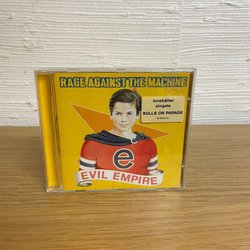 RAGE AGAINST THE MACHINE
Innehåller
singeln
BULLS ON PARADE
e
EVIL EMPIRE